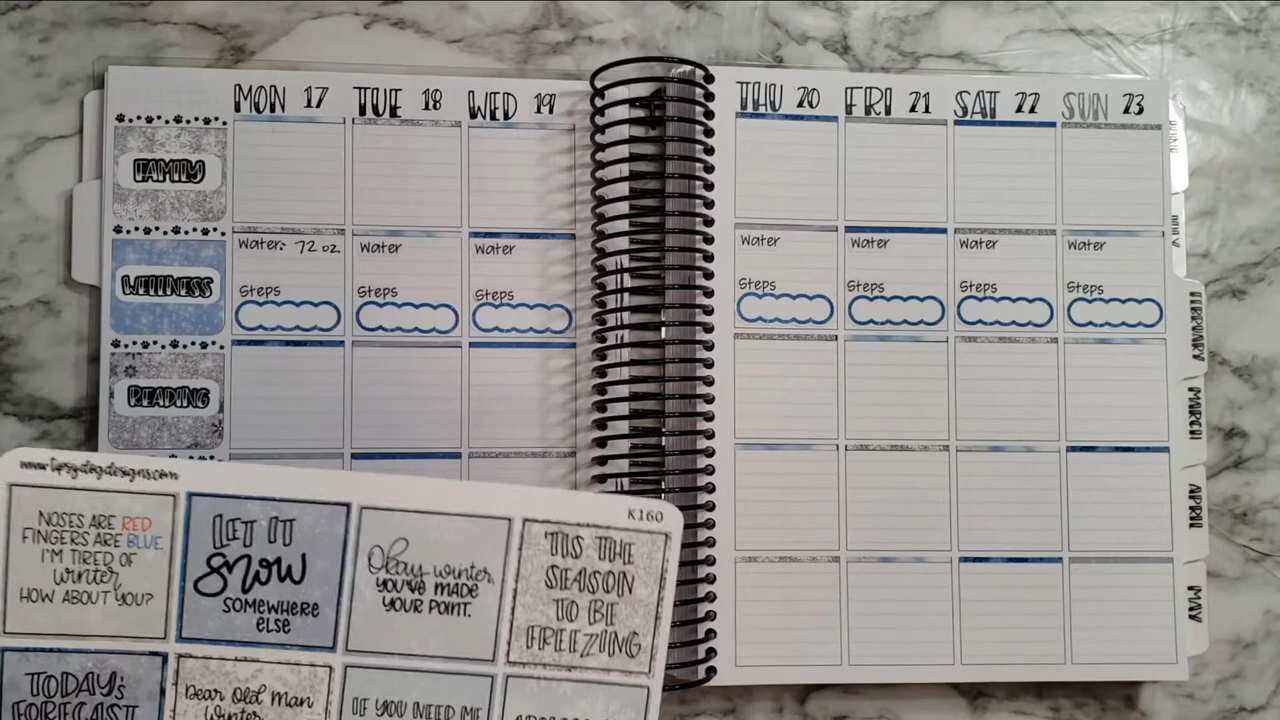 MON 17 TUE 18 WED 19 THU 20 FRI 21 SAT 22 SUN 23
FAMILY
WELLNESS
Water: 72 oz. Water Water Water Water Water Water
Steps Steps Steps Steps Steps Steps Steps
READING
FEBRUARY
MARCH
APRIL
MAY
www.tipsydogdesigns.com
K160
NOSES ARE RED
FINGERS ARE BLUE.
I'M TIRED OF
winter
HOW ABOUT YOU?
LET IT
snow
SOMEWHERE
ELSE
Okay winter,
YOU'VE MADE
YOUR POINT.
'TIS THE
SEASON
TO BE
FREEZING
TODAY'S
FORECAST
Dear Old Man
Winter
IF YOU NEED ME